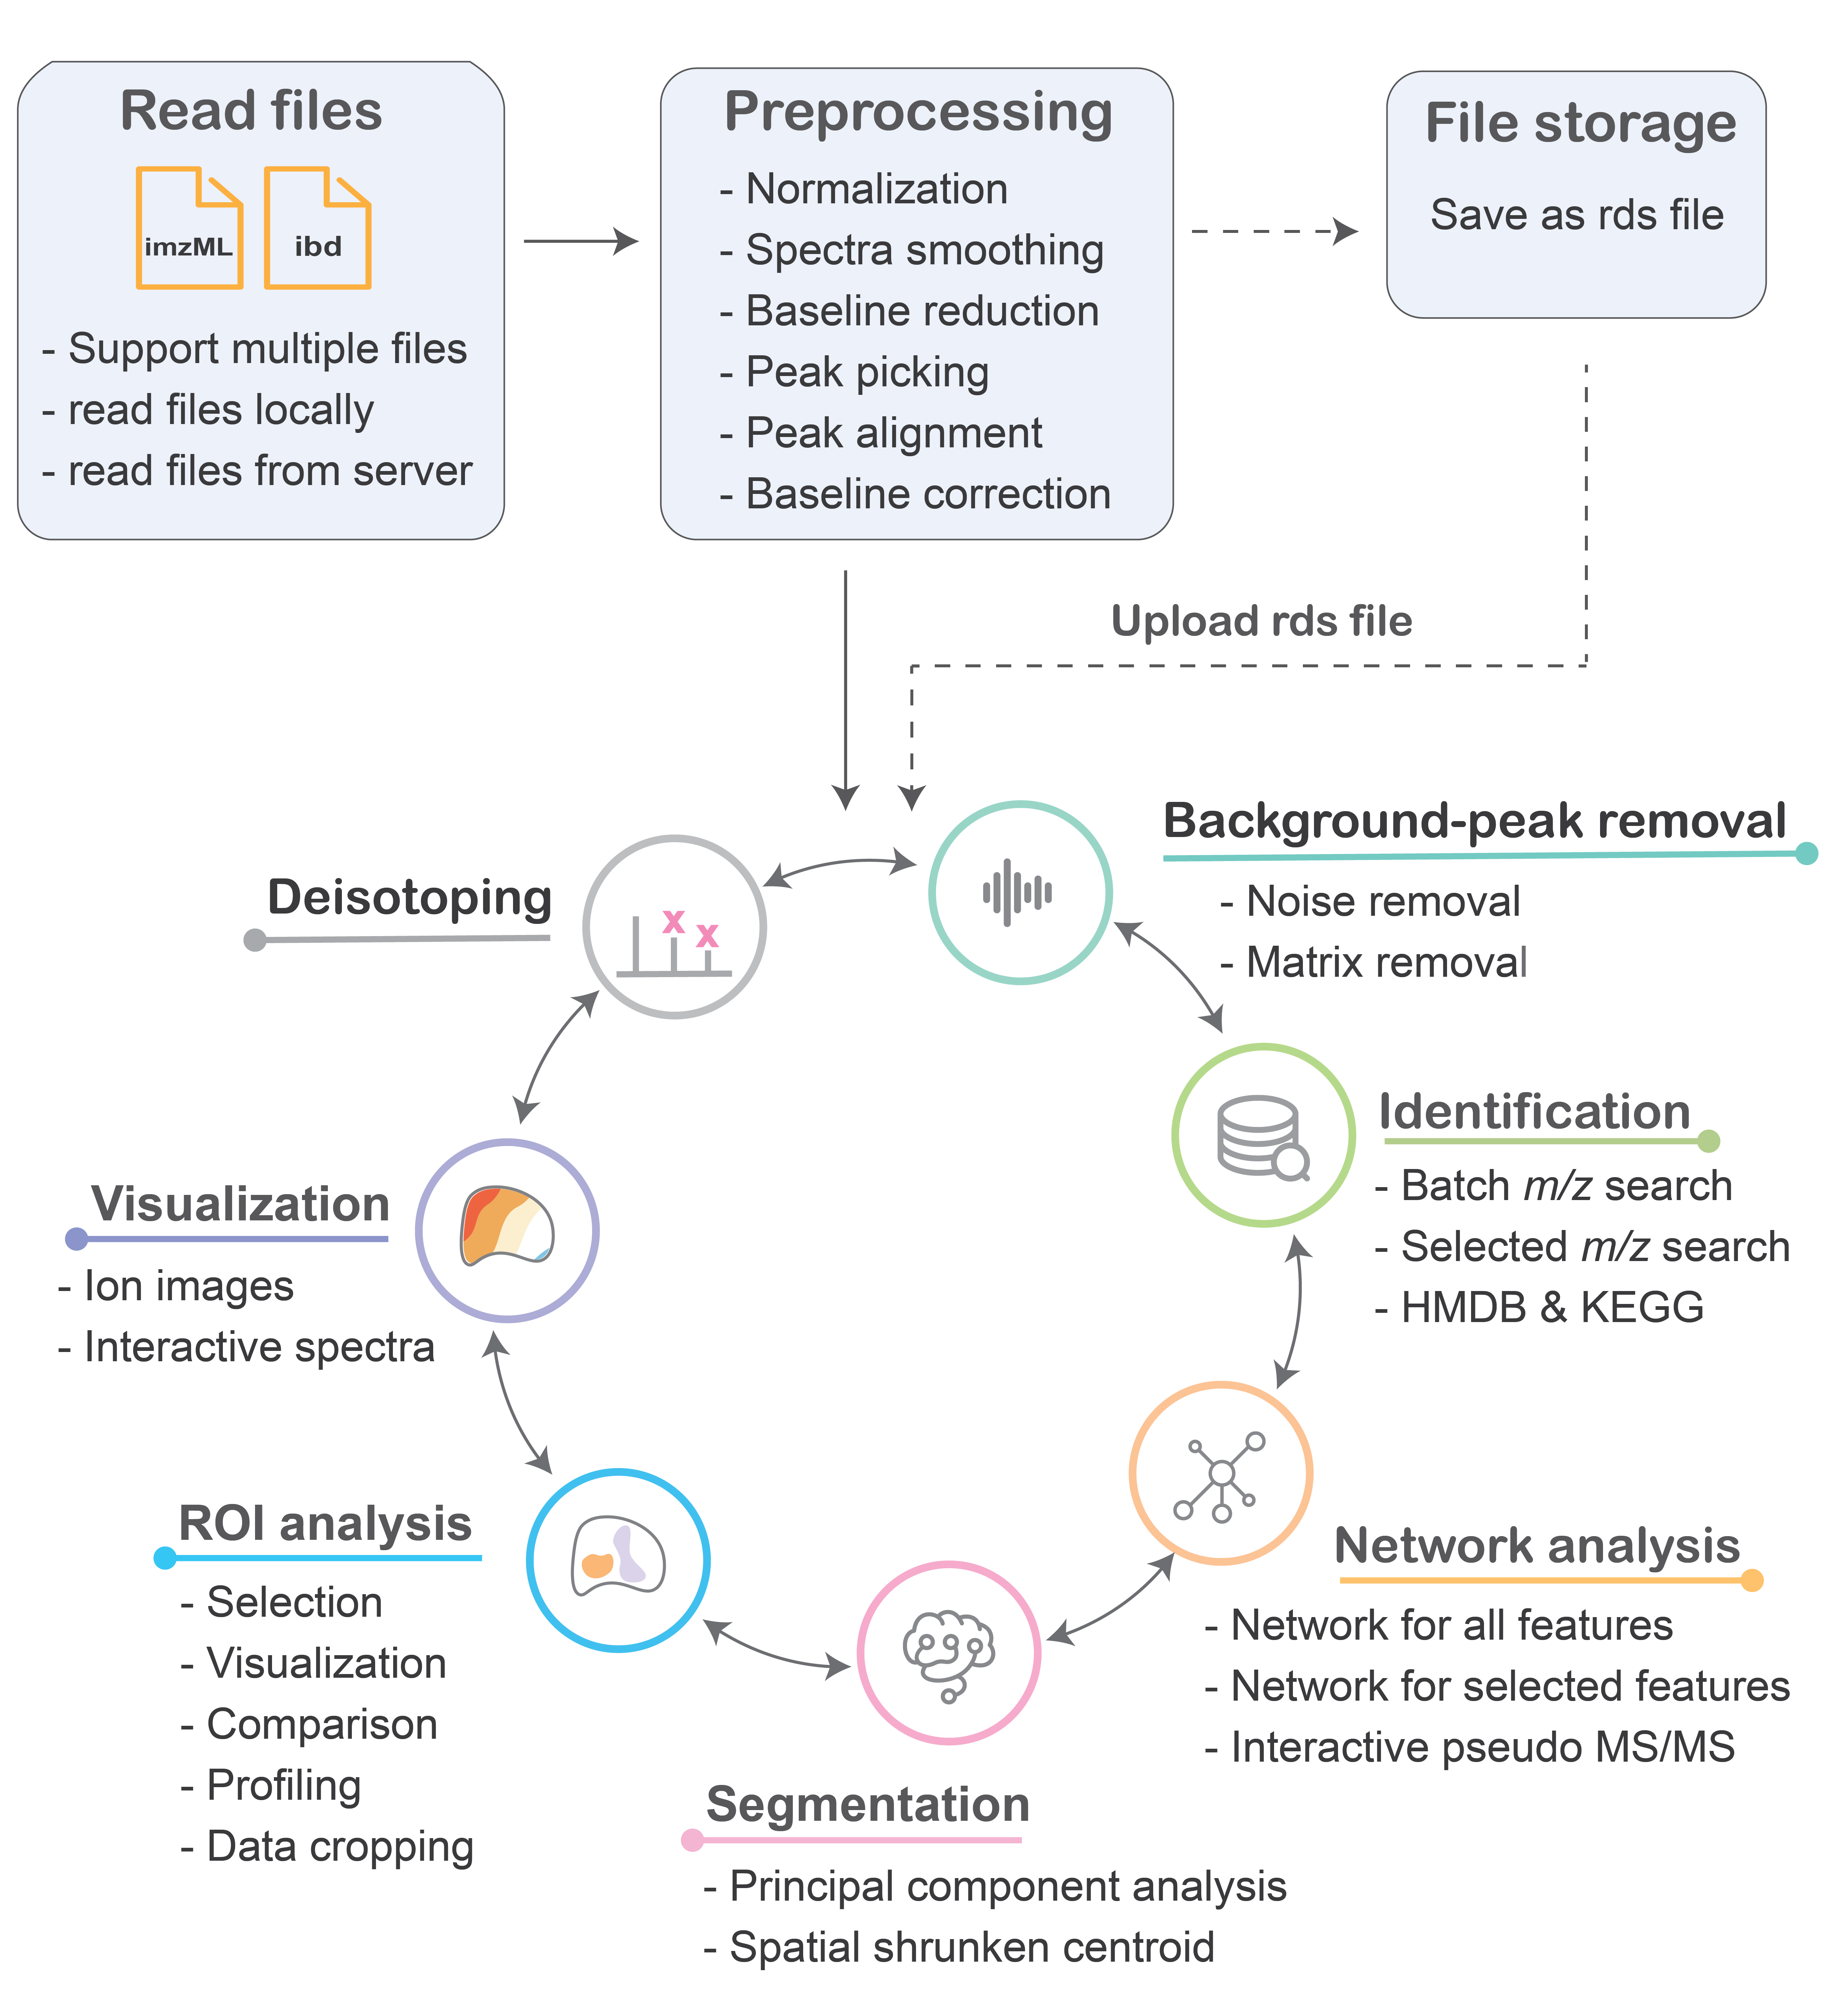 Read files
imzML
ibd
- Support multiple files
- read files locally
- read files from server
Preprocessing
- Normalization
- Spectra smoothing
- Baseline reduction
- Peak picking
- Peak alignment
- Baseline correction
File storage
Save as rds file
Upload rds file
Background-peak removal
- Noise removal
- Matrix removal
Deisotoping
x
x
Identification
- Batch m/z search
- Selected m/z search
- HMDB & KEGG
Visualization
- Ion images
- Interactive spectra
ROI analysis
- Selection
- Visualization
- Comparison
- Profiling
- Data cropping
Network analysis
- Network for all features
- Network for selected features
- Interactive pseudo MS/MS
Segmentation
- Principal component analysis
- Spatial shrunken centroid